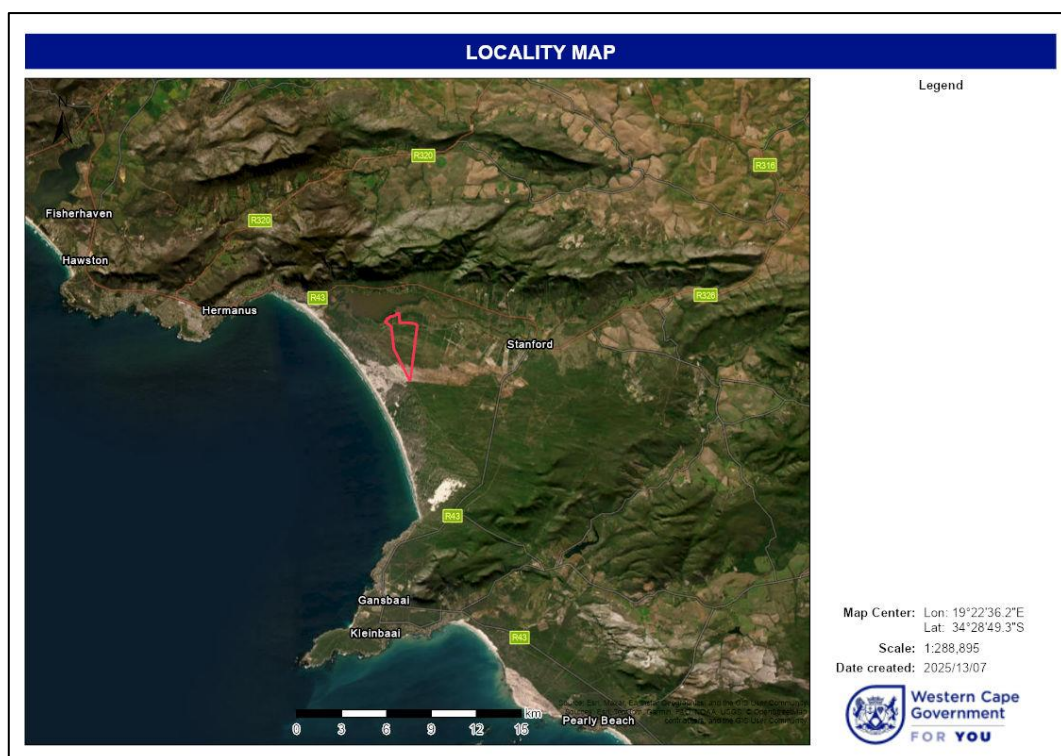 LOCALITY MAP
Legend
N
R320
R316
Fisherhaven
R320
Hawston
R326
R43
Hermanus
Stanford
R43
Gansbaai
Kleinbaai
R43
km
0 3 6 9 12 15
Pearly Beach
Map Center: Lon: 19°22'36.2"E
Lat: 34°28'49.3"S
Scale: 1:288,895
Date created: 2025/13/07
Western Cape
Government
FOR YOU